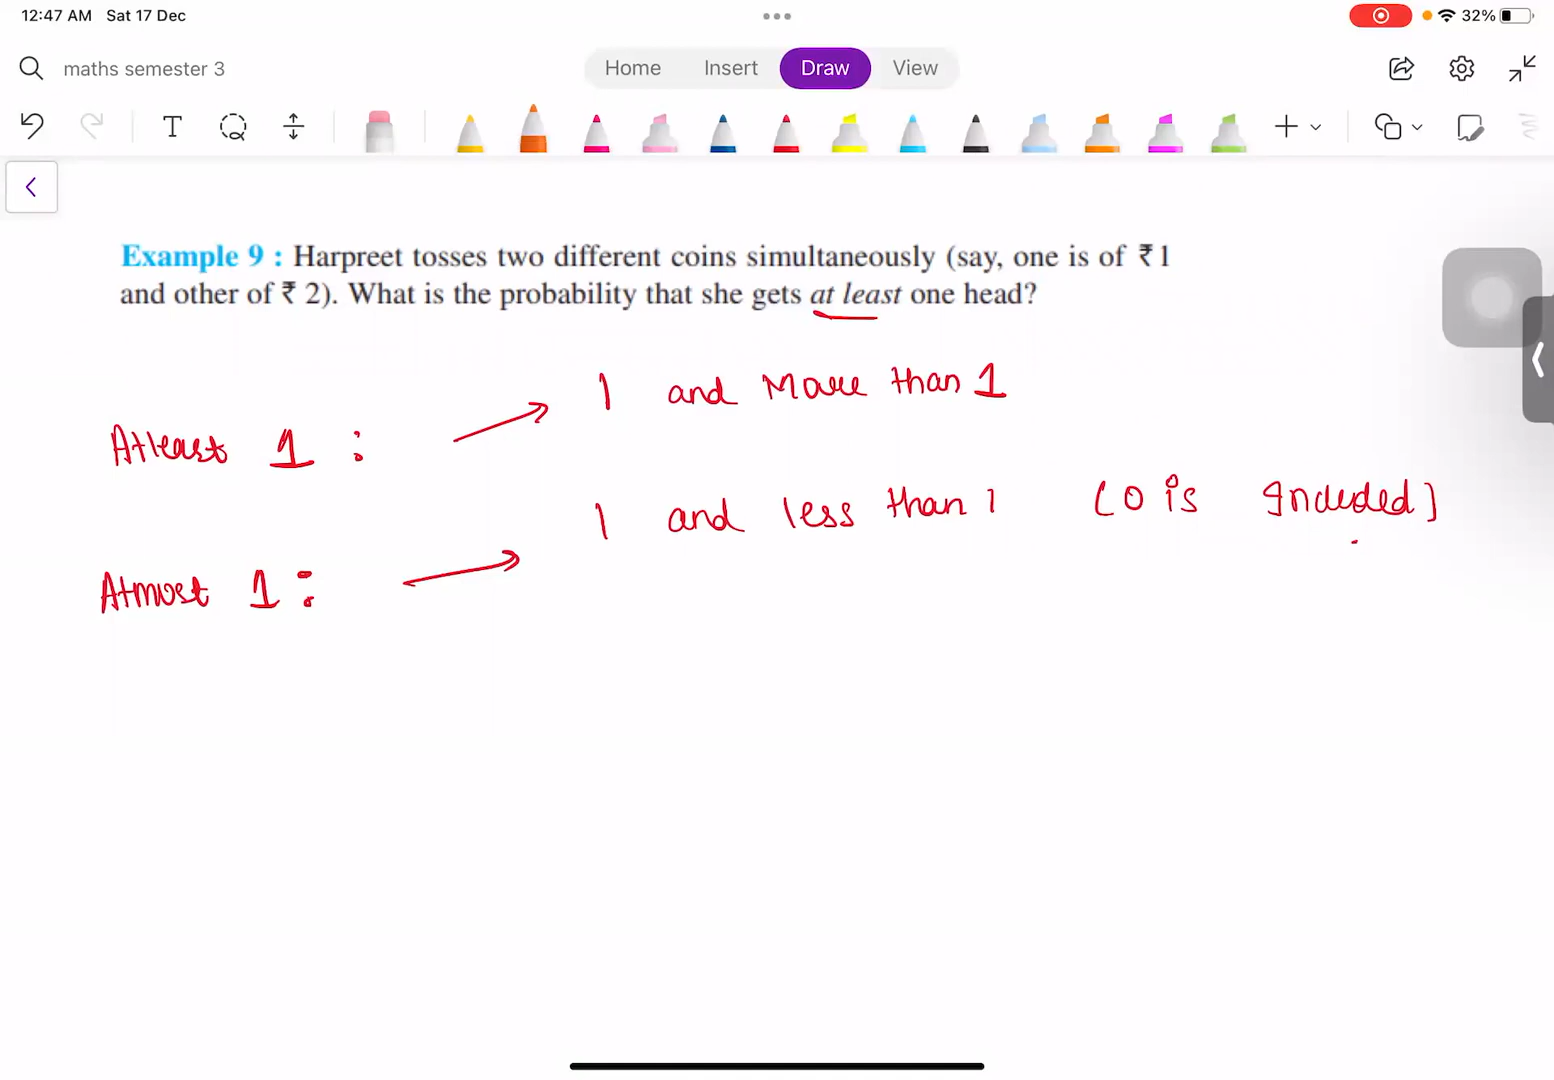 12:47 AM Sat 17 Dec
32%
maths semester 3
Home Insert Draw View
T
Example 9 : Harpreet tosses two different coins simultaneously (say, one is of ₹ 1
and other of ₹ 2). What is the probability that she gets at least one head?
1 and More than 1
Atleast 1 :
1 and less than 1 (0 is Included)
Atmost 1 :